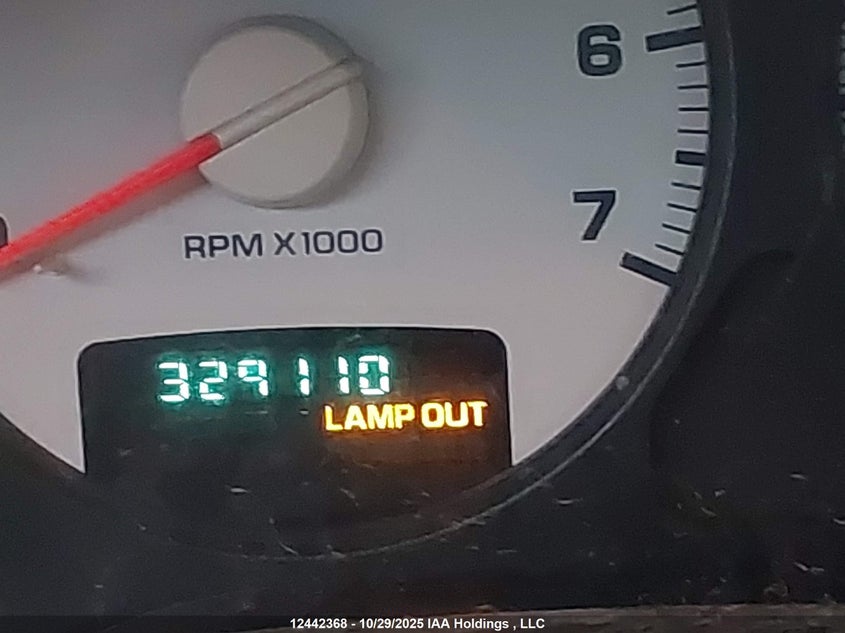 6
7
RPM X1000
329110
LAMP OUT
12442368 - 10/29/2025 IAA Holdings , LLC